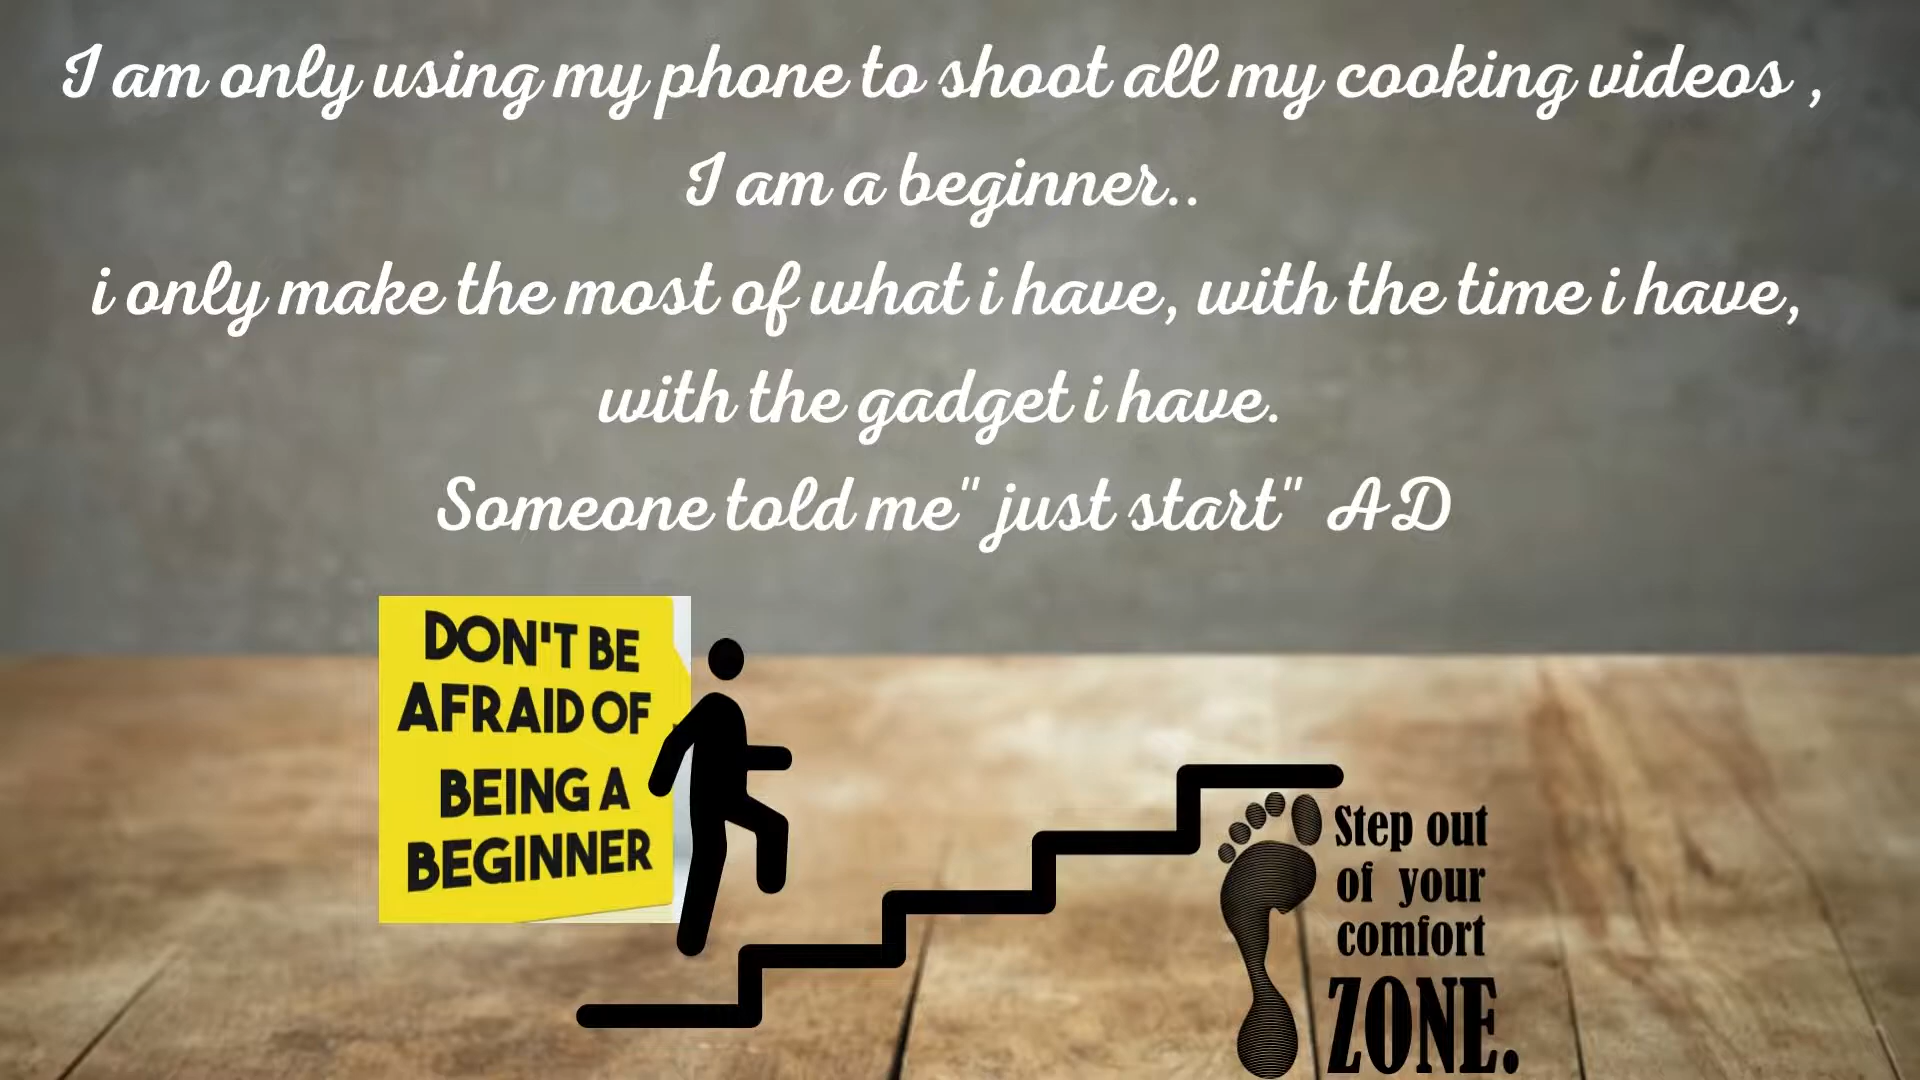 I am only using my phone to shoot all my cooking videos ,
I am a beginner..
i only make the most of what i have, with the time i have,
with the gadget i have.
Someone told me" just start" AD
DON'T BE
AFRAID OF
BEING A
BEGINNER
Step out
of your
comfort
ZONE.